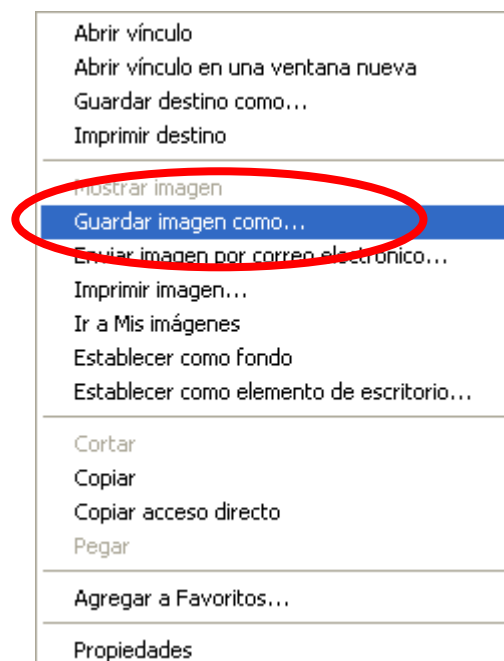 Abrir vínculo
Abrir vínculo en una ventana nueva
Guardar destino como...
Imprimir destino
Mostrar imagen
Guardar imagen como...
Enviar imagen por correo electrónico...
Imprimir imagen...
Ir a Mis imágenes
Establecer como fondo
Establecer como elemento de escritorio...
Cortar
Copiar
Copiar acceso directo
Pegar
Agregar a Favoritos...
Propiedades